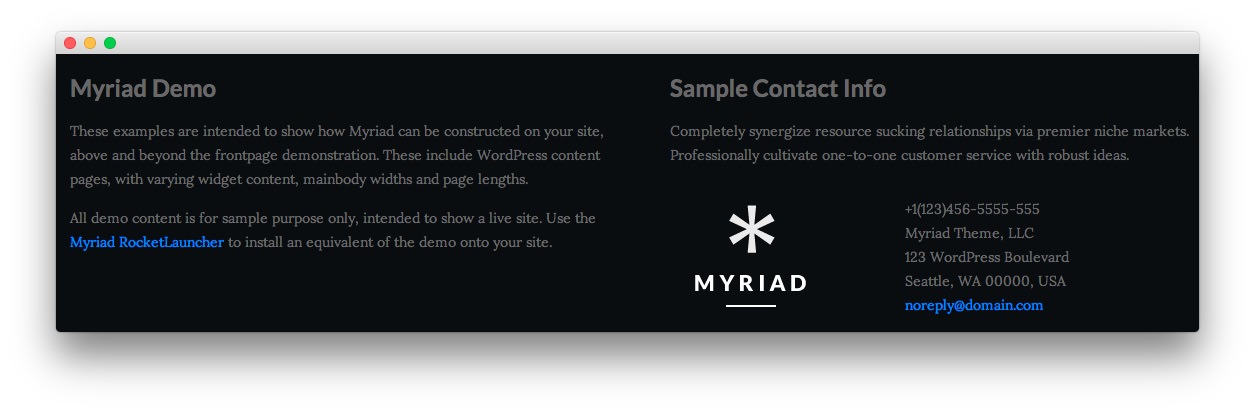 Myriad Demo
These examples are intended to show how Myriad can be constructed on your site,
above and beyond the frontpage demonstration. These include WordPress content
pages, with varying widget content, mainbody widths and page lengths.
All demo content is for sample purpose only, intended to show a live site. Use the
Myriad RocketLauncher to install an equivalent of the demo onto your site.
Sample Contact Info
Completely synergize resource sucking relationships via premier niche markets.
Professionally cultivate one-to-one customer service with robust ideas.
MYRIAD
+1(123)456-5555-555
Myriad Theme, LLC
123 WordPress Boulevard
Seattle, WA 00000, USA
noreply@domain.com